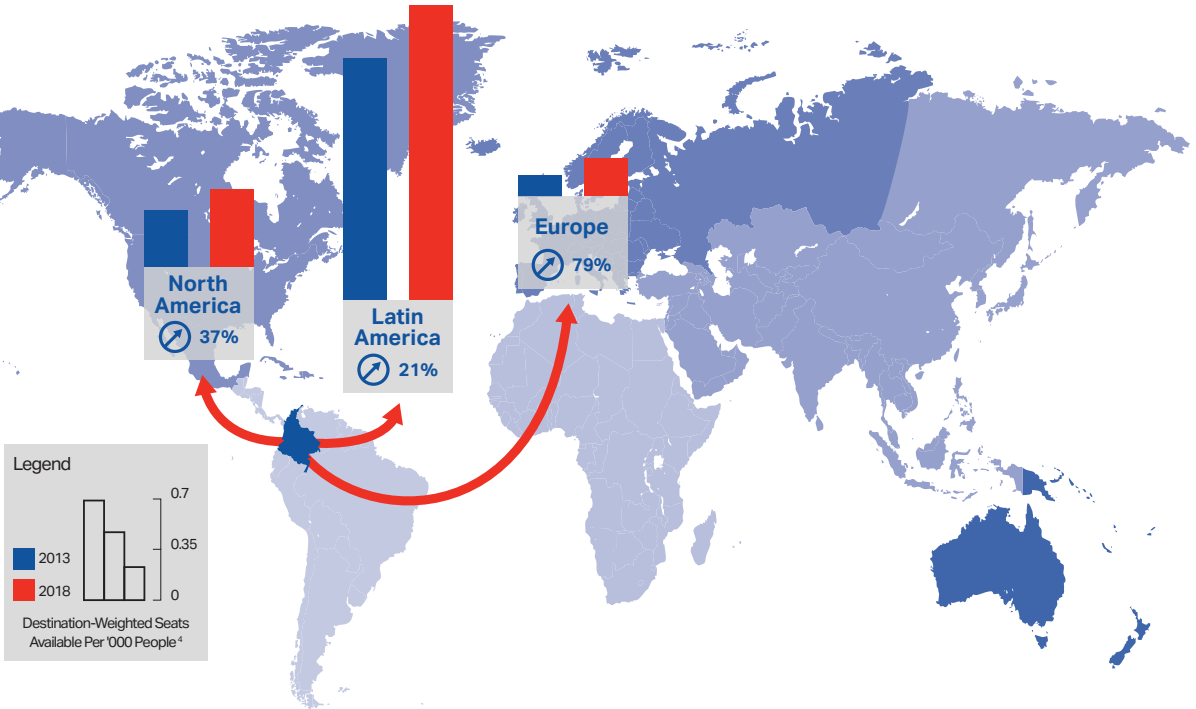 North
America
37%
Latin
America
21%
Europe
79%
Legend
0.7
0.35
0
2013
2018
Destination-Weighted Seats
Available Per '000 People 4